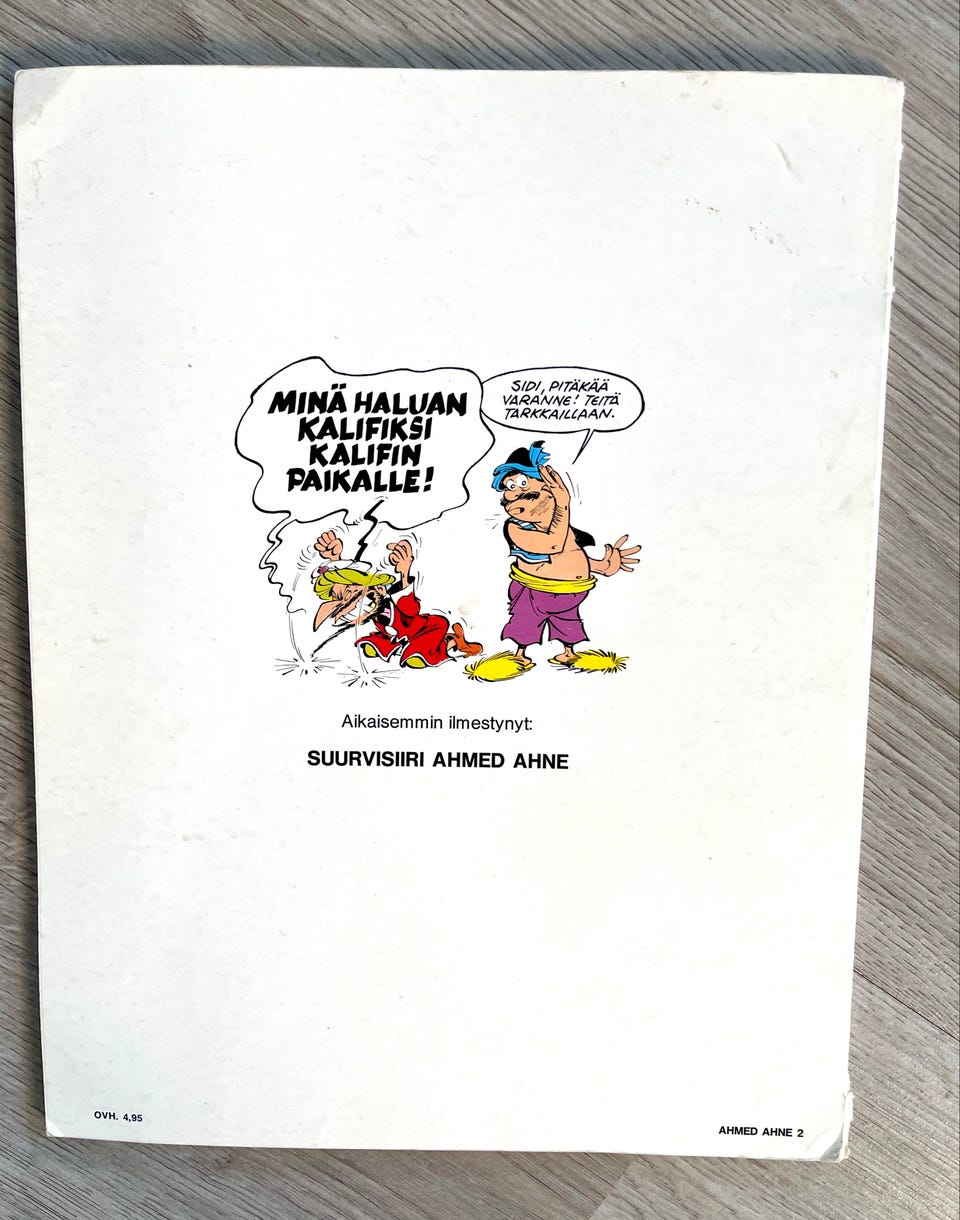 MINÄ HALUAN
KALIFIKSI
KALIFIN
PAIKALLE!
SIDI, PITÄKÄÄ
VARANNE! TEITÄ
TARKKAILLAAN.
Aikaisemmin ilmestynyt:
SUURVISIIRI AHMED AHNE
OVH. 4,95
AHMED AHNE 2